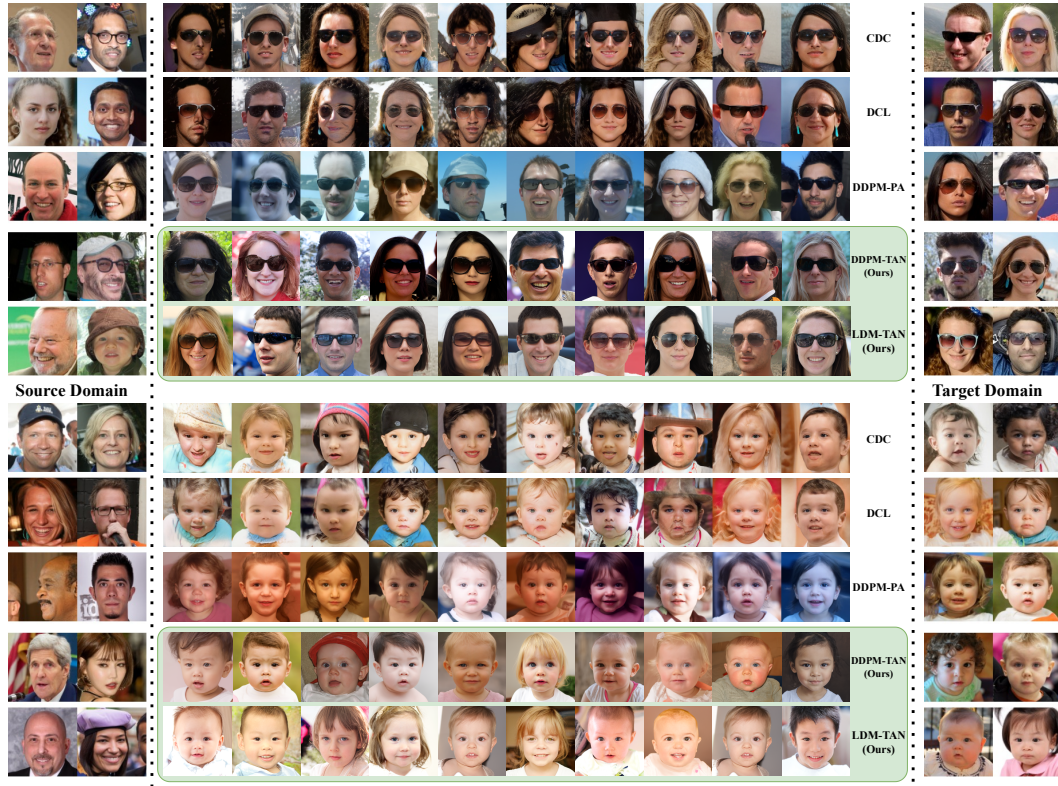 CDC
DCL
DDPM-PA
DDPM-TAN
(Ours)
LDM-TAN
(Ours)
Source Domain
Target Domain
CDC
DCL
DDPM-PA
DDPM-TAN
(Ours)
LDM-TAN
(Ours)